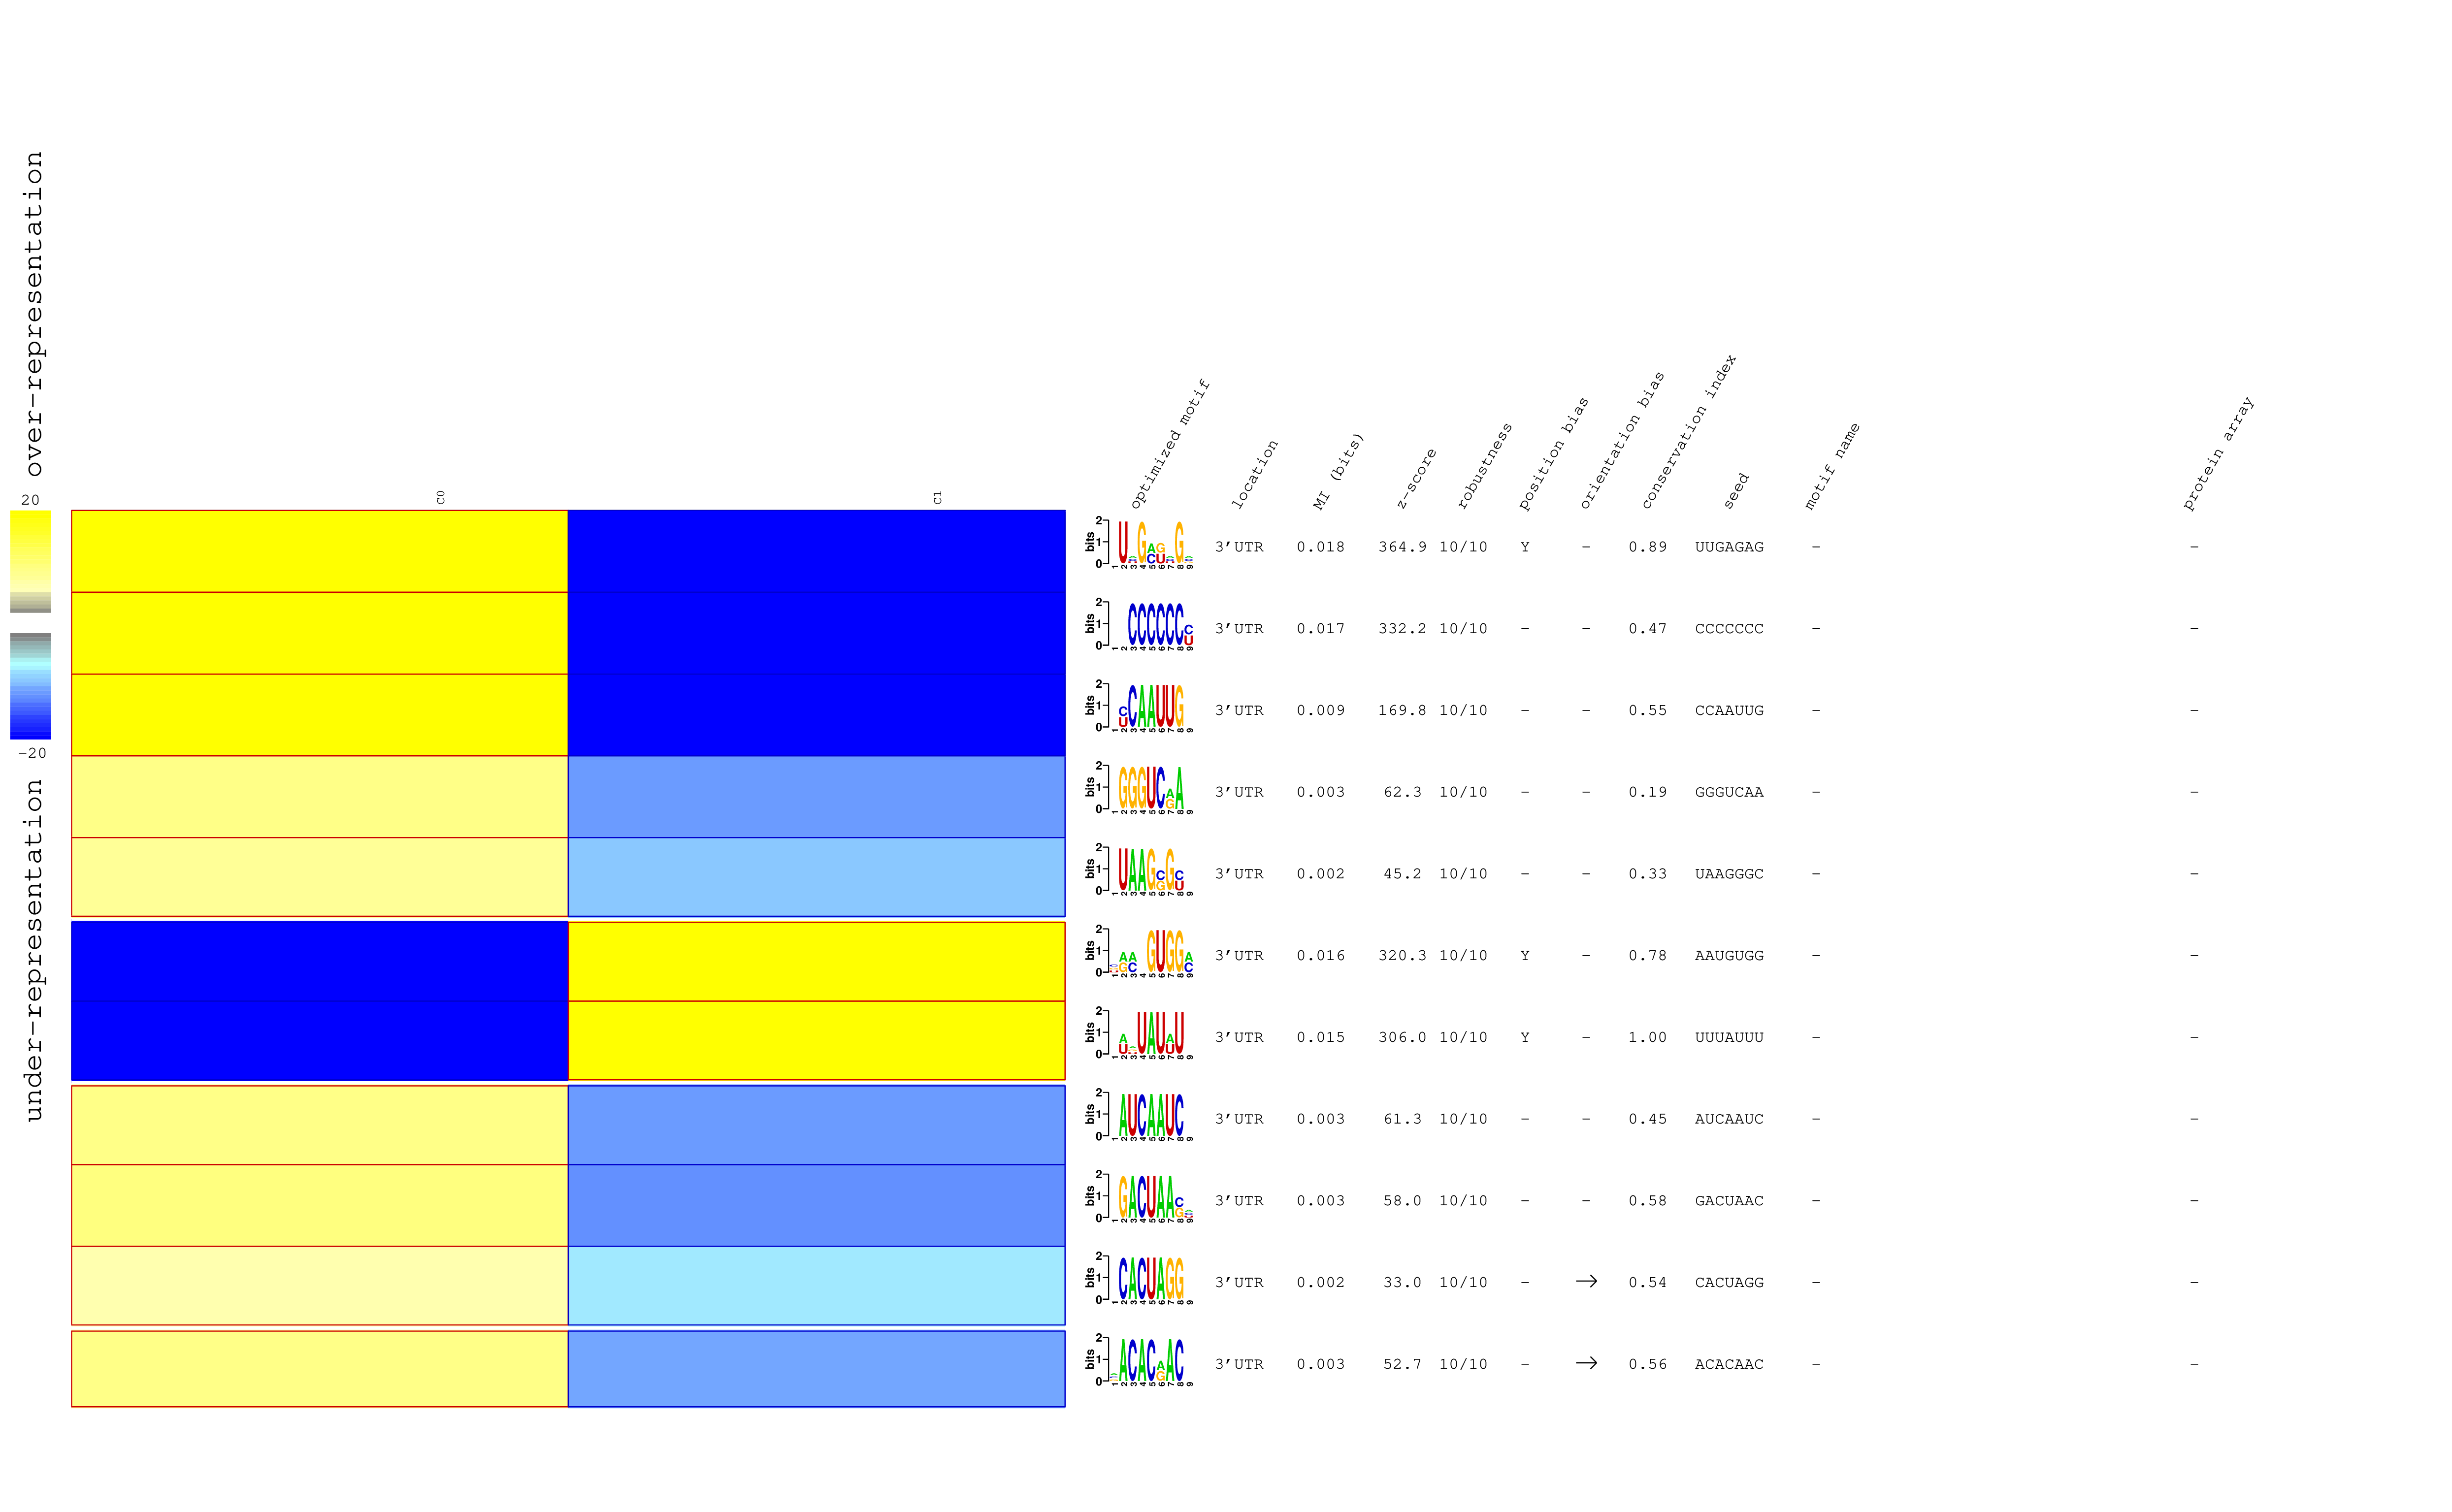 over-representation
20
-20
under-representation
C0 C1
optimized motif location MI (bits) z-score robustness position bias orientation bias conservation index seed motif name protein array
3'UTR 0.018 364.9 10/10 Y - 0.89 UUGAGAG - -
3'UTR 0.017 332.2 10/10 - - 0.47 CCCCCCC - -
3'UTR 0.009 169.8 10/10 - - 0.55 CCAAUUG - -
3'UTR 0.003 62.3 10/10 - - 0.19 GGGUCAA - -
3'UTR 0.002 45.2 10/10 - - 0.33 UAAGGGC - -
3'UTR 0.016 320.3 10/10 Y - 0.78 AAUGUGG - -
3'UTR 0.015 306.0 10/10 Y - 1.00 UUUAUUU - -
3'UTR 0.003 61.3 10/10 - - 0.45 AUCAAUC - -
3'UTR 0.003 58.0 10/10 - - 0.58 GACUAAC - -
3'UTR 0.002 33.0 10/10 - → 0.54 CACUAGG - -
3'UTR 0.003 52.7 10/10 - → 0.56 ACACAAC - -